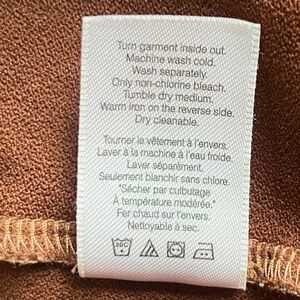 Turn garment inside out.
Machine wash cold.
Wash separately.
Only non-chlorine bleach.
Tumble dry medium.
Warm iron on the reverse side.
Dry cleanable.
Tourner le vêtement à l'envers.
Laver à la machine à l'eau froide.
Laver séparément.
Seulement blanchir sans chlore.
"Sécher par culbutage
À température modérée."
Fer chaud sur l'envers.
Nettoyable à sec.
30C